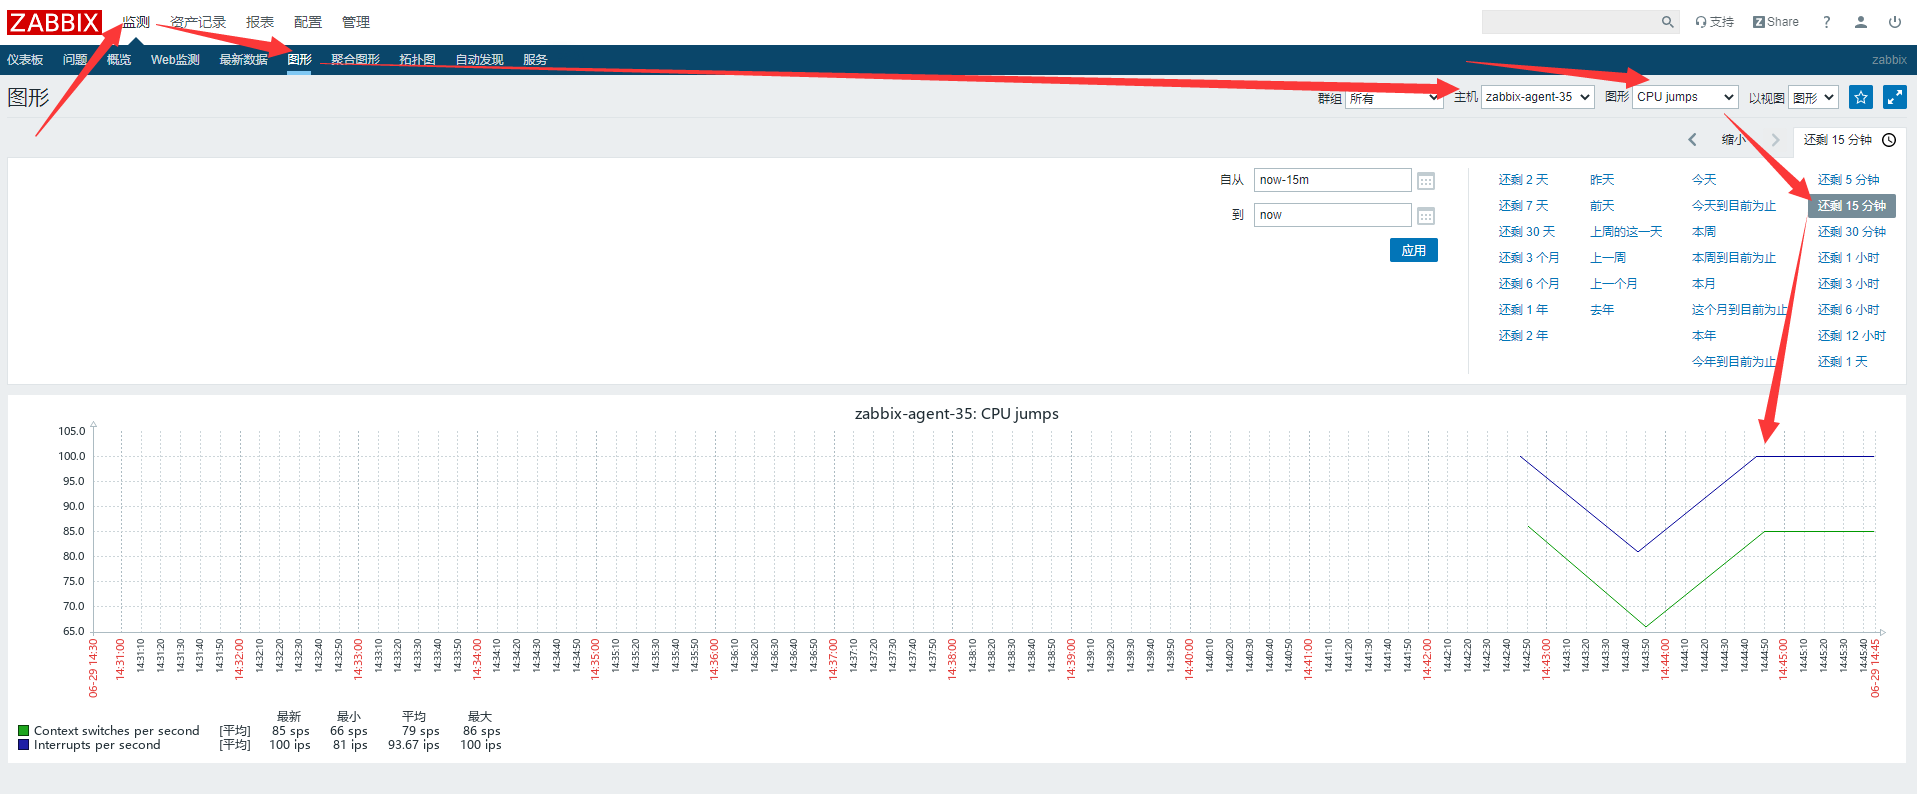 ZABBIX 监测 资产记录 报表 配置 管理 支持 Z Share ?
仪表板 问题 概览 Web监测 最新数据 图形 聚合图形 拓扑图 自动发现 服务 zabbix
图形 群组 所有 主机 zabbix-agent-35 图形 CPU jumps 以视图 图形
缩小 还剩 15 分钟
自从 now-15m 还剩 2 天 昨天 今天 还剩 5 分钟
还剩 7 天 前天 今天到目前为止 还剩 15 分钟
到 now 还剩 30 天 上周的这一天 本周 还剩 30 分钟
应用 还剩 3 个月 上一周 本周到目前为止 还剩 1 小时
还剩 6 个月 上一个月 本月 还剩 3 小时
还剩 1 年 去年 这个月到目前为止 还剩 6 小时
还剩 2 年 本年 还剩 12 小时
今年到目前为止 还剩 1 天
zabbix-agent-35: CPU jumps
105.0
100.0
95.0
90.0
85.0
80.0
75.0
70.0
65.0
06-29 14:30 14:31:00 14:31:10 14:31:20 14:31:30 14:31:40 14:31:50 14:32:00 14:32:10 14:32:20 14:32:30 14:32:40 14:32:50 14:33:00 14:33:10 14:33:20 14:33:30 14:33:40 14:33:50 14:34:00 14:34:10 14:34:20 14:34:30 14:34:40 14:34:50 14:35:00 14:35:10 14:35:20 14:35:30 14:35:40 14:35:50 14:36:00 14:36:10 14:36:20 14:36:30 14:36:40 14:36:50 14:37:00 14:37:10 14:37:20 14:37:30 14:37:40 14:37:50 14:38:00 14:38:10 14:38:20 14:38:30 14:38:40 14:38:50 14:39:00 14:39:10 14:39:20 14:39:30 14:39:40 14:39:50 14:40:00 14:40:10 14:40:20 14:40:30 14:40:40 14:40:50 14:41:00 14:41:10 14:41:20 14:41:30 14:41:40 14:41:50 14:42:00 14:42:10 14:42:20 14:42:30 14:42:40 14:42:50 14:43:00 14:43:10 14:43:20 14:43:30 14:43:40 14:43:50 14:44:00 14:44:10 14:44:20 14:44:30 14:44:40 14:44:50 14:45:00 14:45:10 14:45:20 14:45:30 14:45:40 06-29 14:45
最新 最小 平均 最大
Context switches per second [平均] 85 sps 66 sps 79 sps 86 sps
Interrupts per second [平均] 100 ips 81 ips 93.67 ips 100 ips